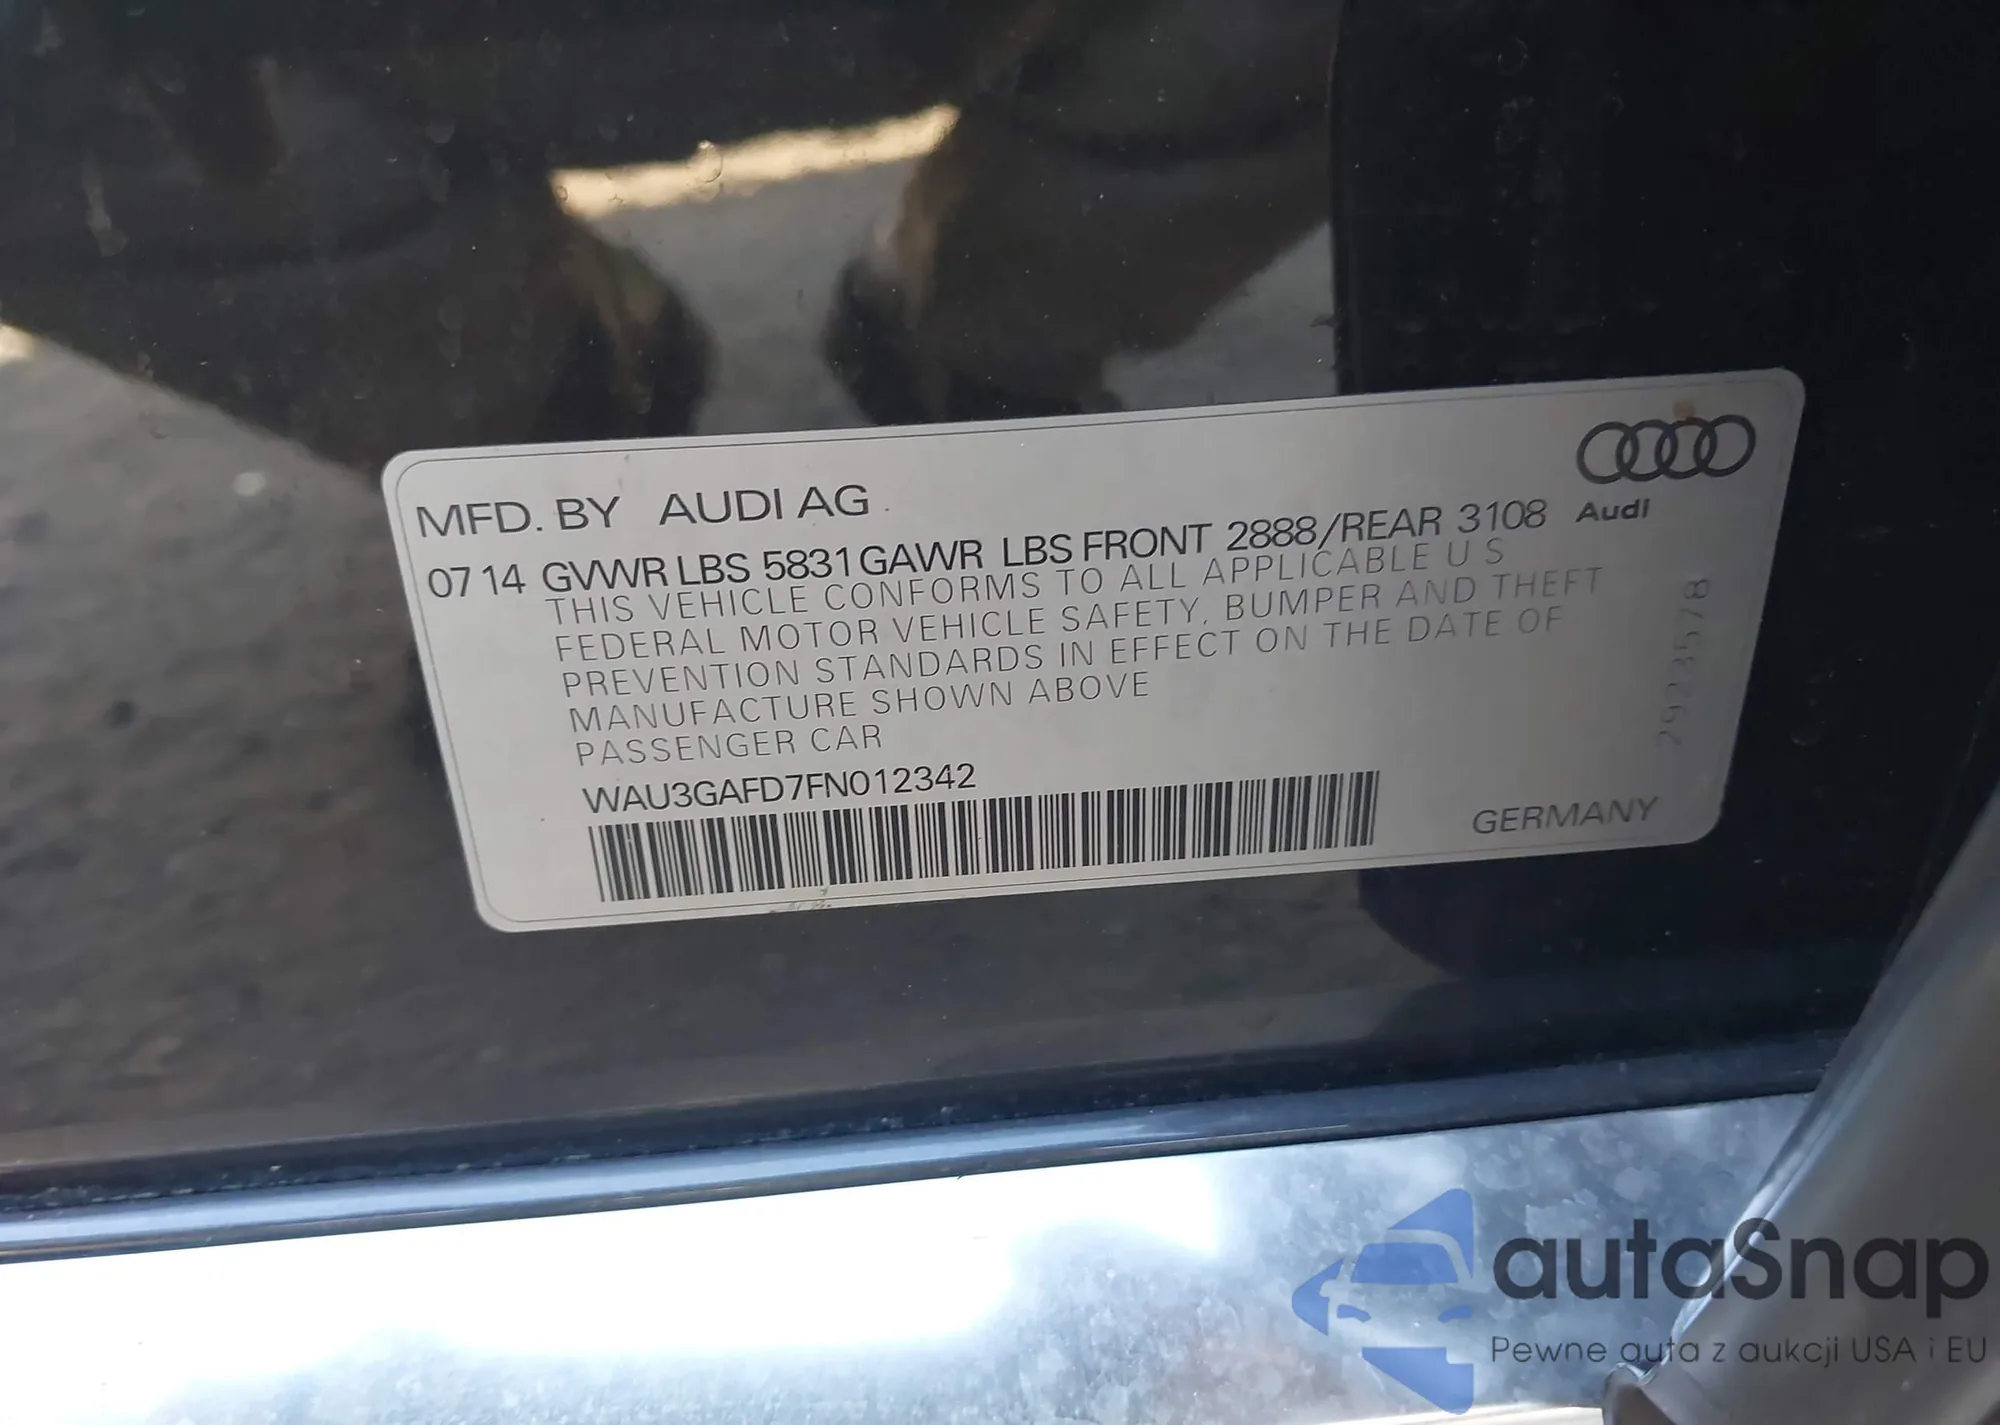 MFD. BY AUDI AG
Audi
07 14 GVWR LBS 5831 GAWR LBS FRONT 2888/REAR 3108
THIS VEHICLE CONFORMS TO ALL APPLICABLE U S
FEDERAL MOTOR VEHICLE SAFETY, BUMPER AND THEFT
PREVENTION STANDARDS IN EFFECT ON THE DATE OF
MANUFACTURE SHOWN ABOVE
PASSENGER CAR
WAU3GAFD7FN012342
GERMANY
2923578
autaSnap
Pewne auta z aukcji USA i EU